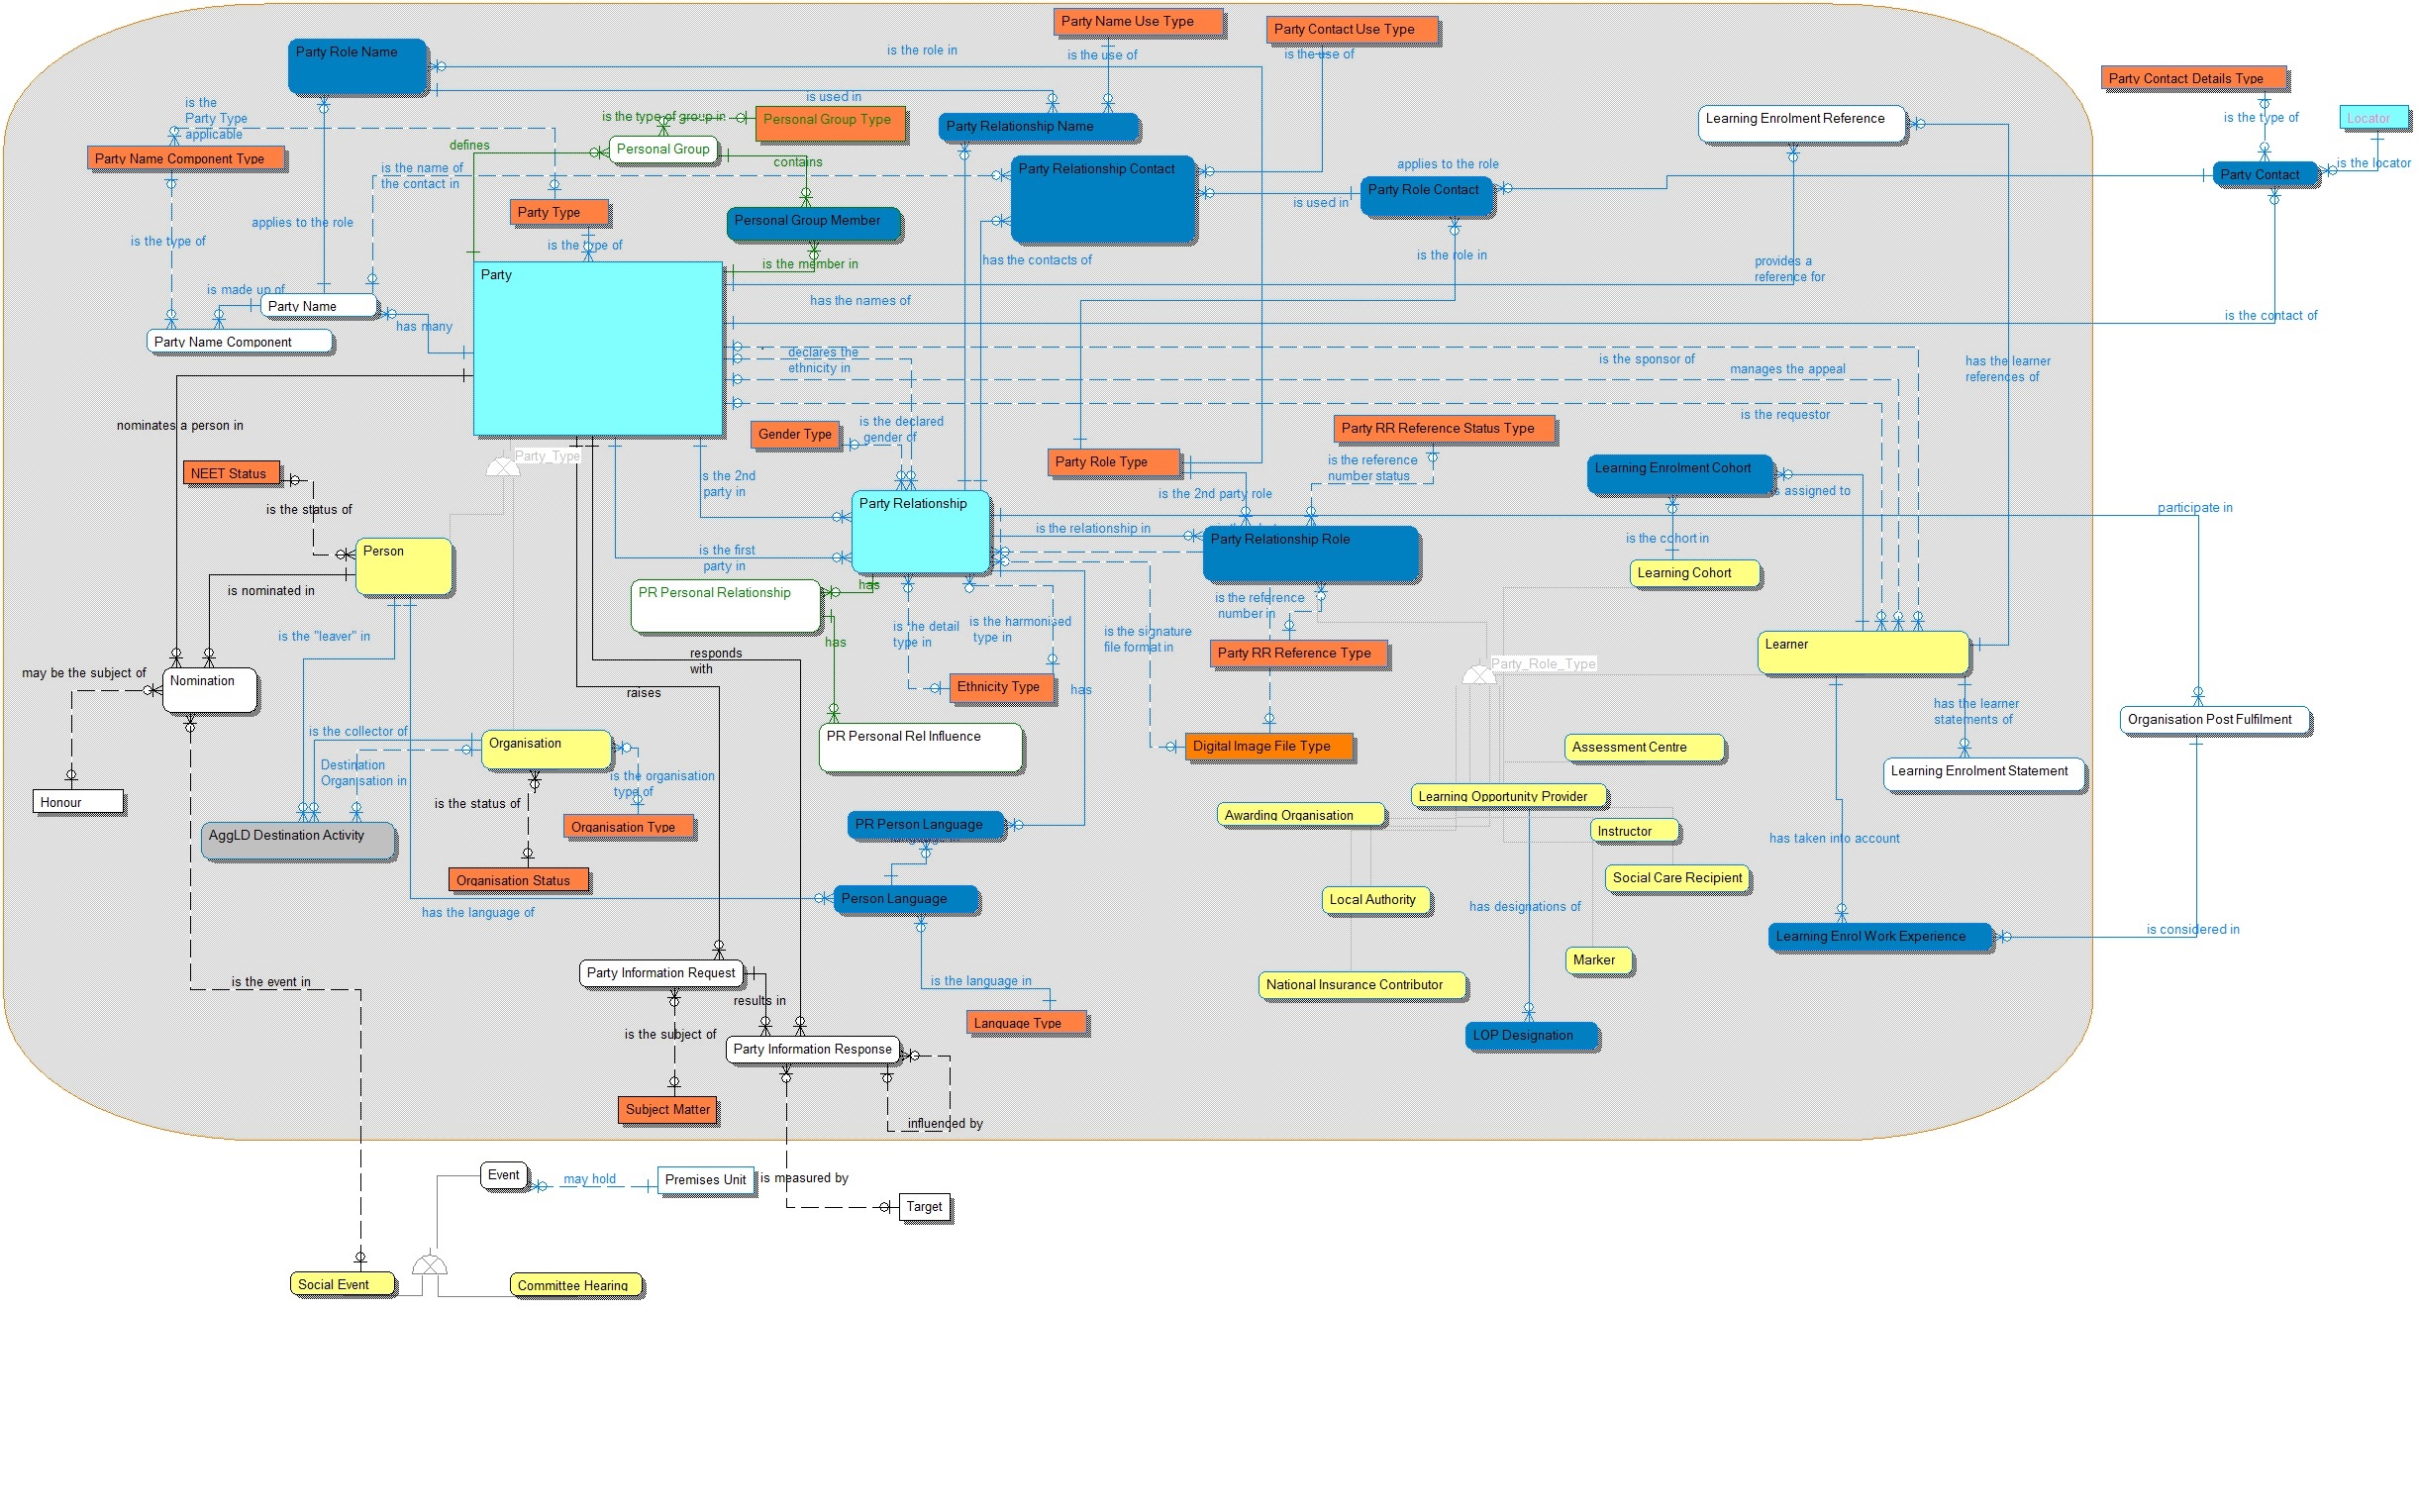 Party Name Use Type
Party Contact Use Type
Party Role Name
is the role in
is the use of
is the use of
Party Contact Details Type
is the
Party Type
applicable
is used in
is the type of group in
Personal Group Type
Party Relationship Name
Learning Enrolment Reference
is the type of
Locator
defines
Personal Group
contains
Party Name Component Type
is the name of
the contact in
Party Relationship Contact
applies to the role
Party Role Contact
is used in
Party Contact
is the locator
Party Type
Personal Group Member
applies to the role
is the type of
is the type of
is the member in
has the contacts of
is the role in
provides a
reference for
Party
is made up of
Party Name
has the names of
has many
is the contact of
Party Name Component
declares the
ethnicity in
is the sponsor of
manages the appeal
has the learner
references of
is the requestor
nominates a person in
Gender Type
is the declared
gender of
Party RR Reference Status Type
Party_Type
Party Role Type
is the reference
number status
Learning Enrolment Cohort
NEET Status
is the 2nd
party in
is the 2nd party role
is assigned to
is the status of
Party Relationship
participate in
is the relationship in
Party Relationship Role
is the cohort in
Person
is the first
party in
Learning Cohort
is nominated in
has
PR Personal Relationship
is the reference
number in
is the "leaver" in
is the detail
type in
is the harmonised
type in
is the signature
file format in
has
Learner
responds
with
Party RR Reference Type
Party_Role_Type
may be the subject of
Nomination
raises
Ethnicity Type
has
has the learner
statements of
Organisation Post Fulfilment
is the collector of
Organisation
PR Personal Rel Influence
Digital Image File Type
Assessment Centre
Destination
Organisation in
is the organisation
type of
Learning Enrolment Statement
Honour
is the status of
Learning Opportunity Provider
Awarding Organisation
AggLD Destination Activity
Organisation Type
PR Person Language
Instructor
has taken into account
Organisation Status
Social Care Recipient
Person Language
Local Authority
has the language of
has designations of
Learning Enrol Work Experience
is considered in
Marker
Party Information Request
is the event in
is the language in
National Insurance Contributor
results in
Language Type
is the subject of
Party Information Response
LOP Designation
Subject Matter
influenced by
Event
may hold
Premises Unit
is measured by
Target
Social Event
Committee Hearing